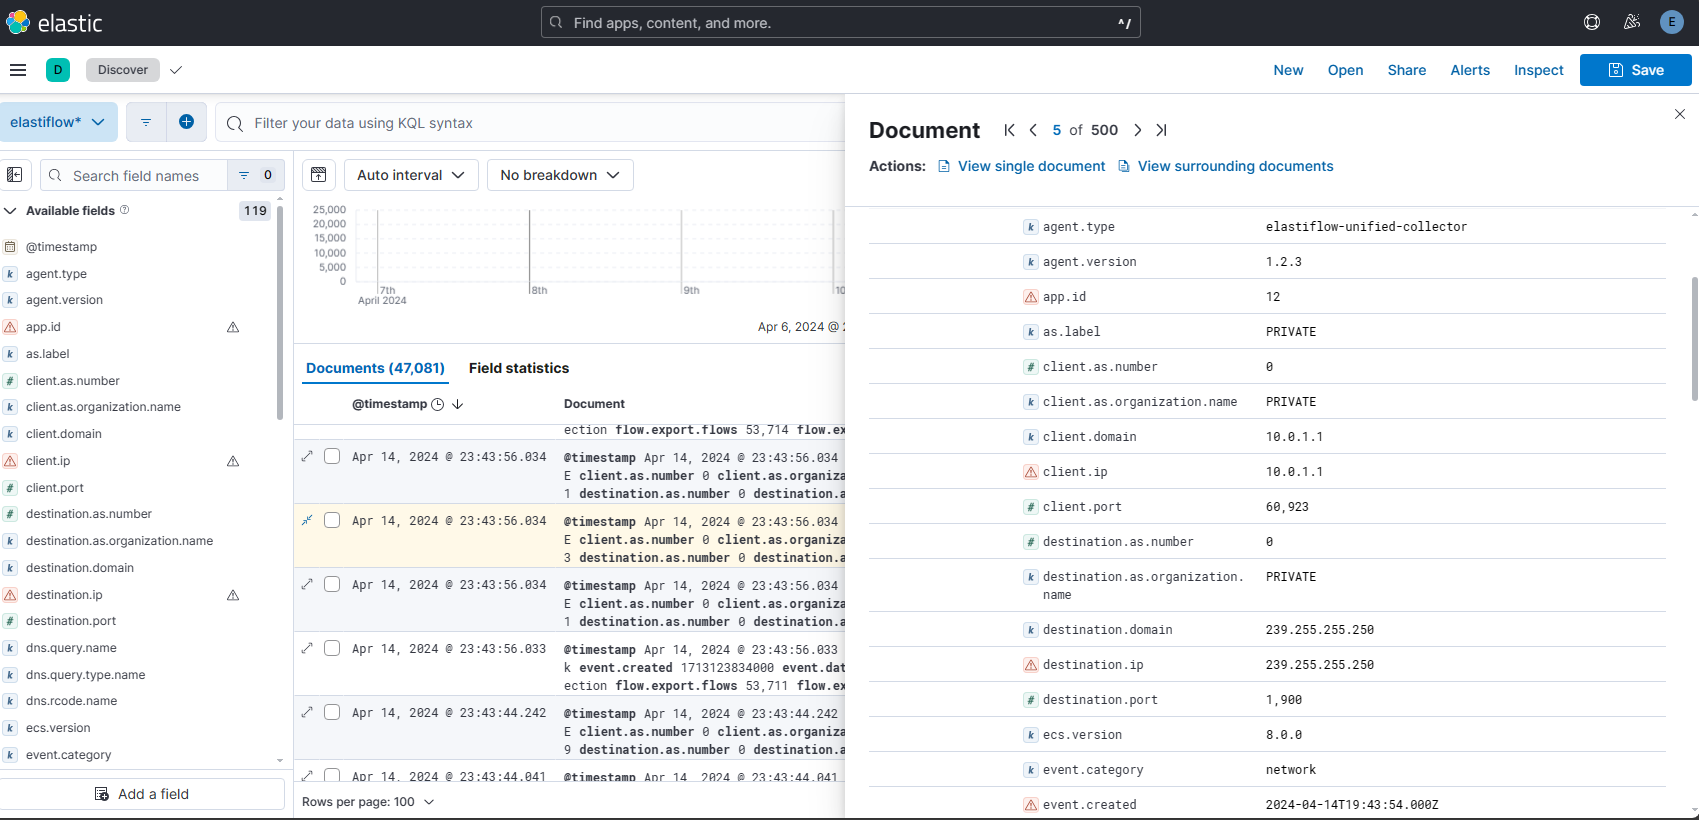 elastic
Find apps, content, and more.
^/
E
D
Discover
New
Open
Share
Alerts
Inspect
Save
elastiflow*
Filter your data using KQL syntax
Search field names
0
Available fields
119
@timestamp
k agent.type
k agent.version
app.id
k as.label
# client.as.number
k client.as.organization.name
k client.domain
client.ip
# client.port
# destination.as.number
k destination.as.organization.name
k destination.domain
destination.ip
# destination.port
k dns.query.name
k dns.query.type.name
k dns.rcode.name
k ecs.version
k event.category
Add a field
Auto interval
No breakdown
25,000
20,000
15,000
10,000
5,000
0
7th
8th
9th
10
April 2024
Apr 6, 2024 @ 2
Documents (47,081)
Field statistics
@timestamp
Document
ection flow.export.flows 53,714 flow.ex
Apr 14, 2024 @ 23:43:56.034
@timestamp Apr 14, 2024 @ 23:43:56.034
E client.as.number 0 client.as.organiza
1 destination.as.number 0 destination.a
Apr 14, 2024 @ 23:43:56.034
@timestamp Apr 14, 2024 @ 23:43:56.034
E client.as.number 0 client.as.organiza
3 destination.as.number 0 destination.a
Apr 14, 2024 @ 23:43:56.034
@timestamp Apr 14, 2024 @ 23:43:56.034
E client.as.number 0 client.as.organiza
1 destination.as.number 0 destination.a
Apr 14, 2024 @ 23:43:56.033
@timestamp Apr 14, 2024 @ 23:43:56.033
k event.created 1713123834000 event.dat
ection flow.export.flows 53,711 flow.ex
Apr 14, 2024 @ 23:43:44.242
@timestamp Apr 14, 2024 @ 23:43:44.242
E client.as.number 0 client.as.organiza
9 destination.as.number 0 destination.a
Apr 14, 2024 @ 23:43:44.041
@timestamp Apr 14, 2024 @ 23:43:44.041
Rows per page: 100
Document
5 of 500
Actions:
View single document
View surrounding documents
k agent.type elastiflow-unified-collector
k agent.version 1.2.3
app.id 12
k as.label PRIVATE
# client.as.number 0
k client.as.organization.name PRIVATE
k client.domain 10.0.1.1
client.ip 10.0.1.1
# client.port 60,923
# destination.as.number 0
k destination.as.organization. PRIVATE
name
k destination.domain 239.255.255.250
destination.ip 239.255.255.250
# destination.port 1,900
k ecs.version 8.0.0
k event.category network
event.created 2024-04-14T19:43:54.000Z